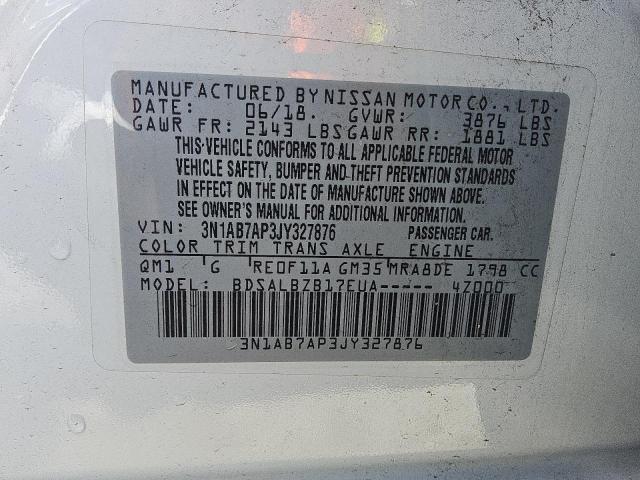 MANUFACTURED BY NISSAN MOTOR CO., LTD.
DATE: 06/18. GVWR: 3876 LBS
GAWR FR: 2143 LBS GAWR RR: 1881 LBS
THIS VEHICLE CONFORMS TO ALL APPLICABLE FEDERAL MOTOR
VEHICLE SAFETY, BUMPER AND THEFT PREVENTION STANDARDS
IN EFFECT ON THE DATE OF MANUFACTURE SHOWN ABOVE.
SEE OWNER'S MANUAL FOR ADDITIONAL INFORMATION.
VIN: 3N1AB7AP3JY327876 PASSENGER CAR.
COLOR TRIM TRANS AXLE ENGINE
QM1 G RE0F11A GM35 MRA8DE 1798 CC
MODEL: BDSALBZB17EUA----- 4Z000
3N1AB7AP3JY327876